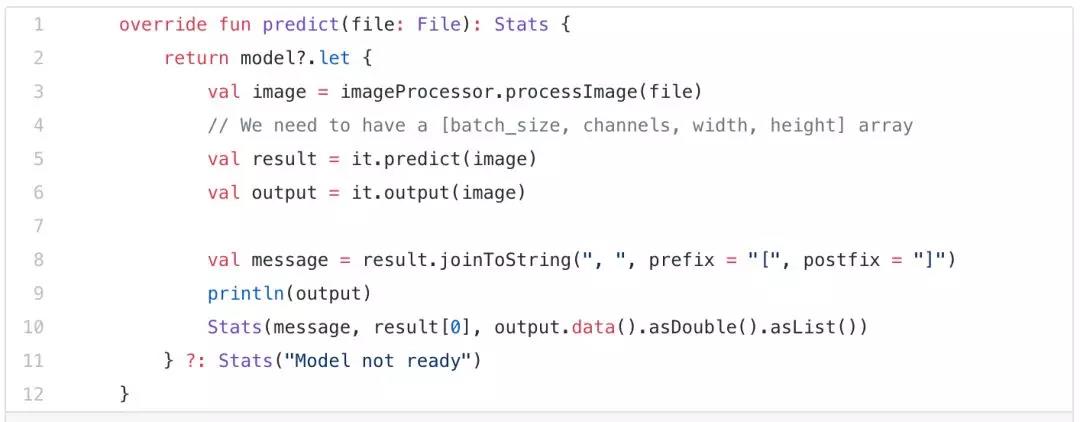 1 override fun predict(file: File): Stats {
2 return model?.let {
3 val image = imageProcessor.processImage(file)
4 // We need to have a [batch_size, channels, width, height] array
5 val result = it.predict(image)
6 val output = it.output(image)
7
8 val message = result.joinToString(", ", prefix = "[", postfix = "]")
9 println(output)
10 Stats(message, result[0], output.data().asDouble().asList())
11 } ?: Stats("Model not ready")
12 }